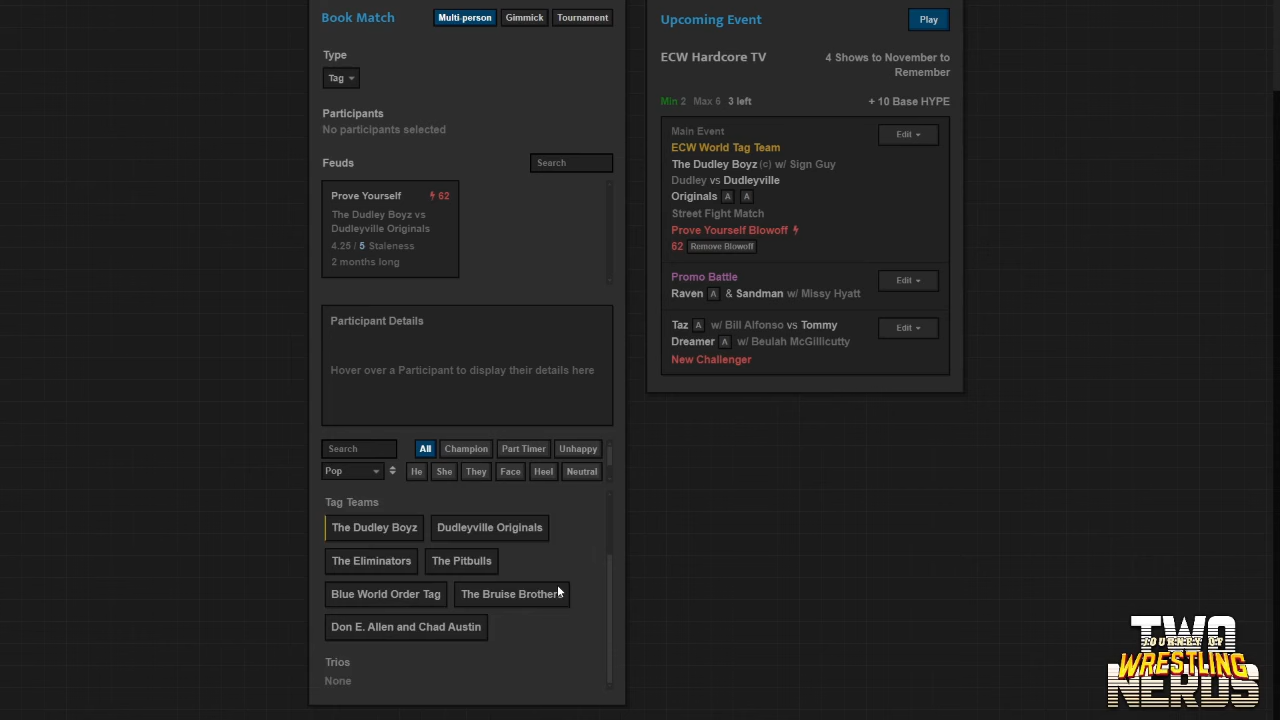 Book Match
Multi-person
Gimmick
Tournament
Type
Tag
Participants
No participants selected
Feuds
Search
Prove Yourself
62
The Dudley Boyz vs
Dudleyville Originals
4.25 / 5 Staleness
2 months long
Participant Details
Hover over a Participant to display their details here
Search
All
Champion
Part Timer
Unhappy
Pop
He
She
They
Face
Heel
Neutral
Tag Teams
The Dudley Boyz
Dudleyville Originals
The Eliminators
The Pitbulls
Blue World Order Tag
The Bruise Brothers
Don E. Allen and Chad Austin
Trios
None
Upcoming Event
Play
ECW Hardcore TV
4 Shows to November to
Remember
Min 2 Max 6 3 left
+ 10 Base HYPE
Main Event
Edit
ECW World Tag Team
The Dudley Boyz (c) w/ Sign Guy
Dudley vs Dudleyville
Originals A A
Street Fight Match
Prove Yourself Blowoff
62 Remove Blowoff
Promo Battle
Edit
Raven A & Sandman w/ Missy Hyatt
Taz A w/ Bill Alfonso vs Tommy
Edit
Dreamer A w/ Beulah McGillicutty
New Challenger
TWO
JOURNEY OF
WRESTLING
NERDS